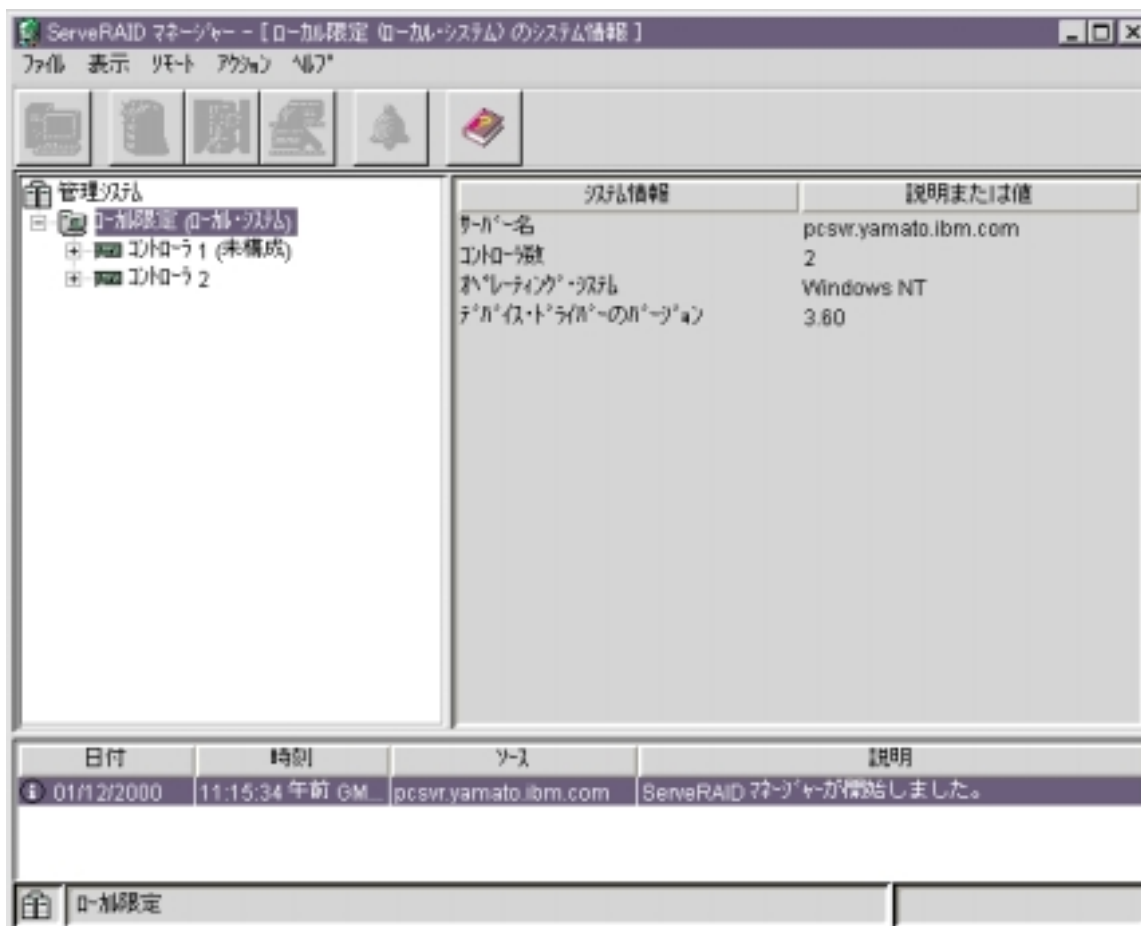 ServeRAID ﾏﾈｰｼﾞｬｰ - [ ﾛｰｶﾙ限定 (ﾛｰｶﾙ･ｼｽﾃﾑ) のｼｽﾃﾑ情報 ]
ﾌｧｲﾙ 表示 ﾘﾓｰﾄ ｱｸｼｮﾝ ﾍﾙﾌﾟ
管理ｼｽﾃﾑ
ﾛｰｶﾙ限定 (ﾛｰｶﾙ･ｼｽﾃﾑ)
ｺﾝﾄﾛｰﾗ 1 (未構成)
ｺﾝﾄﾛｰﾗ 2
ｼｽﾃﾑ情報 説明または値
ｻｰﾊﾞｰ名 pcsvr.yamato.ibm.com
ｺﾝﾄﾛｰﾗ数 2
ｵﾍﾟﾚｰﾃｨﾝｸﾞ･ｼｽﾃﾑ Windows NT
ﾃﾞﾊﾞｲｽ･ﾄﾞﾗｲﾊﾞｰのﾊﾞｰｼﾞｮﾝ 3.60
日付 時刻 ｿｰｽ 説明
01/12/2000 11:15:34 午前 GM... pcsvr.yamato.ibm.com ServeRAID ﾏﾈｰｼﾞｬｰが開始しました。
ﾛｰｶﾙ限定